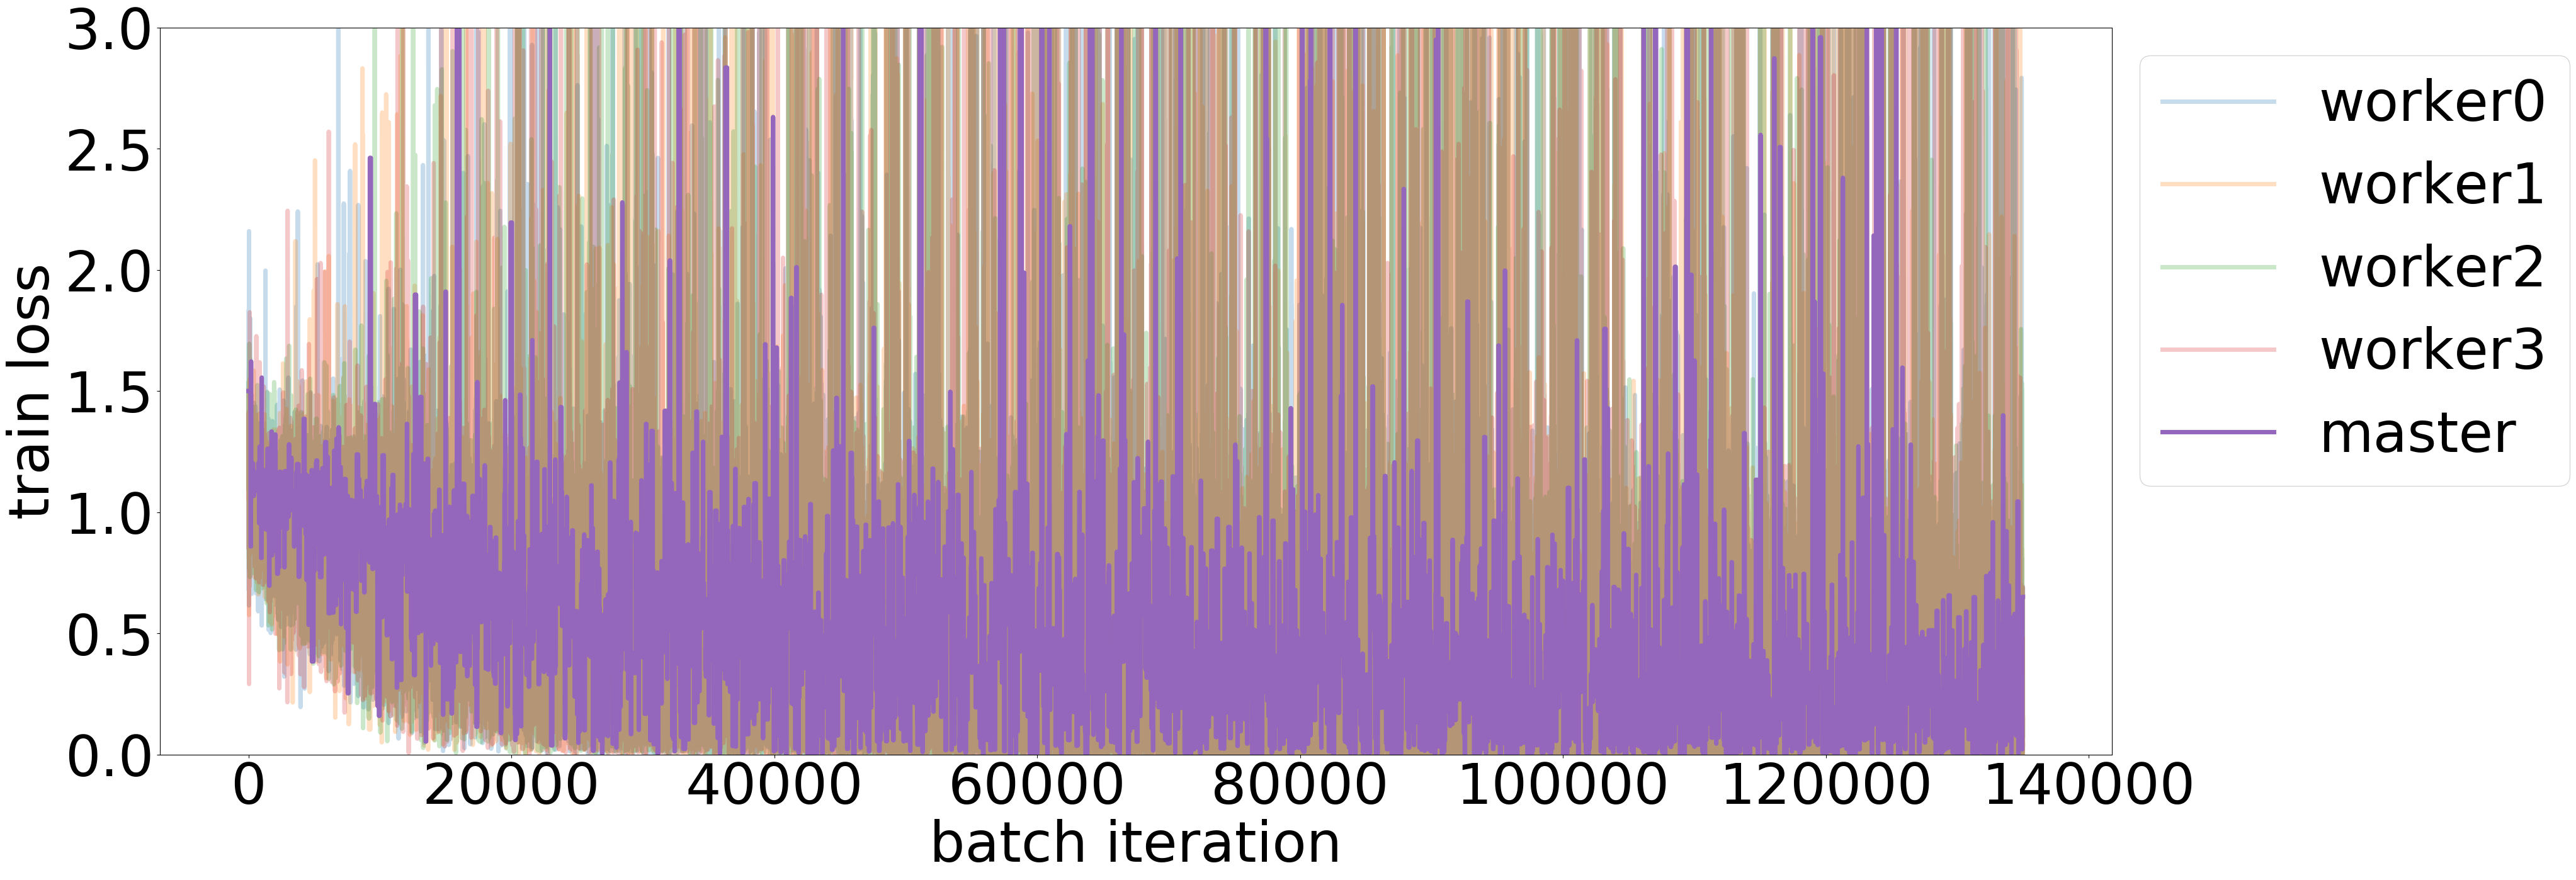 3.0
2.5
2.0
1.5
1.0
0.5
0.0
train loss
0 20000 40000 60000 80000 100000 120000 140000
batch iteration
worker0
worker1
worker2
worker3
master